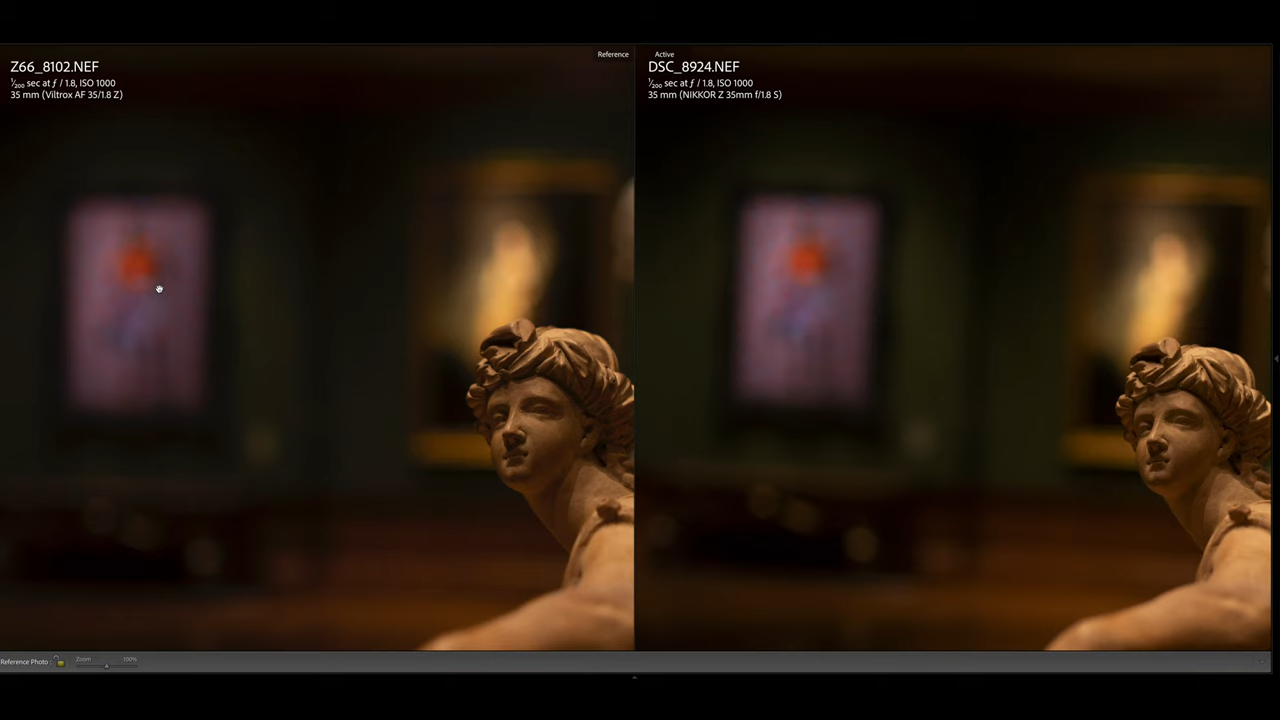 Reference
Z66_8102.NEF
1/200 sec at ƒ / 1.8, ISO 1000
35 mm (Viltrox AF 35/1.8 Z)
Active
DSC_8924.NEF
1/200 sec at ƒ / 1.8, ISO 1000
35 mm (NIKKOR Z 35mm f/1.8 S)
Reference Photo :
Zoom
100%